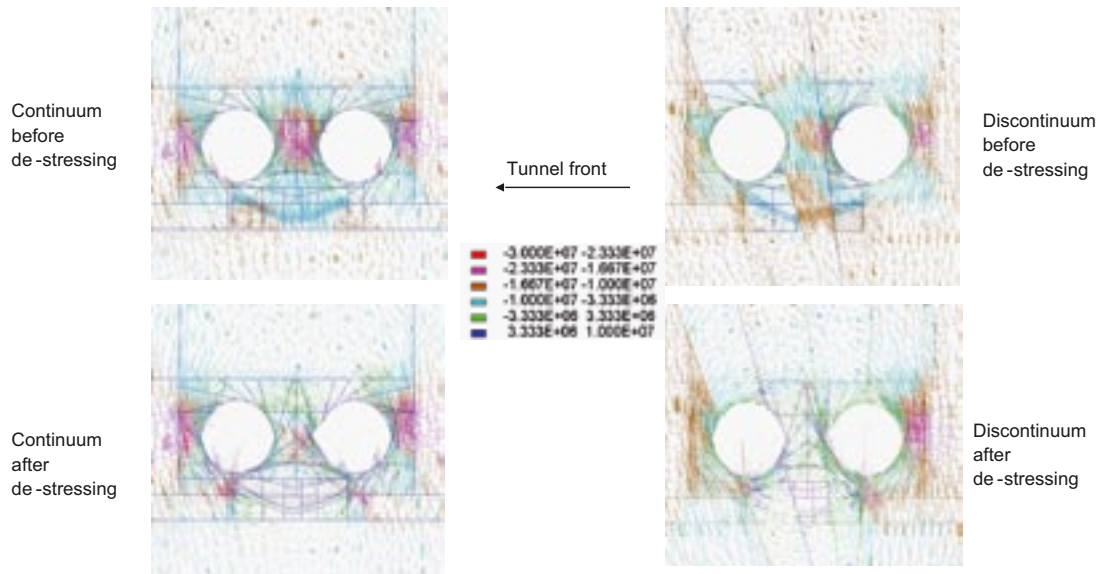 Continuum
before
de-stressing
Discontinuum
before
de-stressing
Tunnel front
-3.000E+07 -2.333E+07
-2.333E+07 -1.667E+07
-1.667E+07 -1.000E+07
-1.000E+07 -3.333E+06
-3.333E+06 3.333E+06
3.333E+06 1.000E+07
Continuum
after
de-stressing
Discontinuum
after
de-stressing